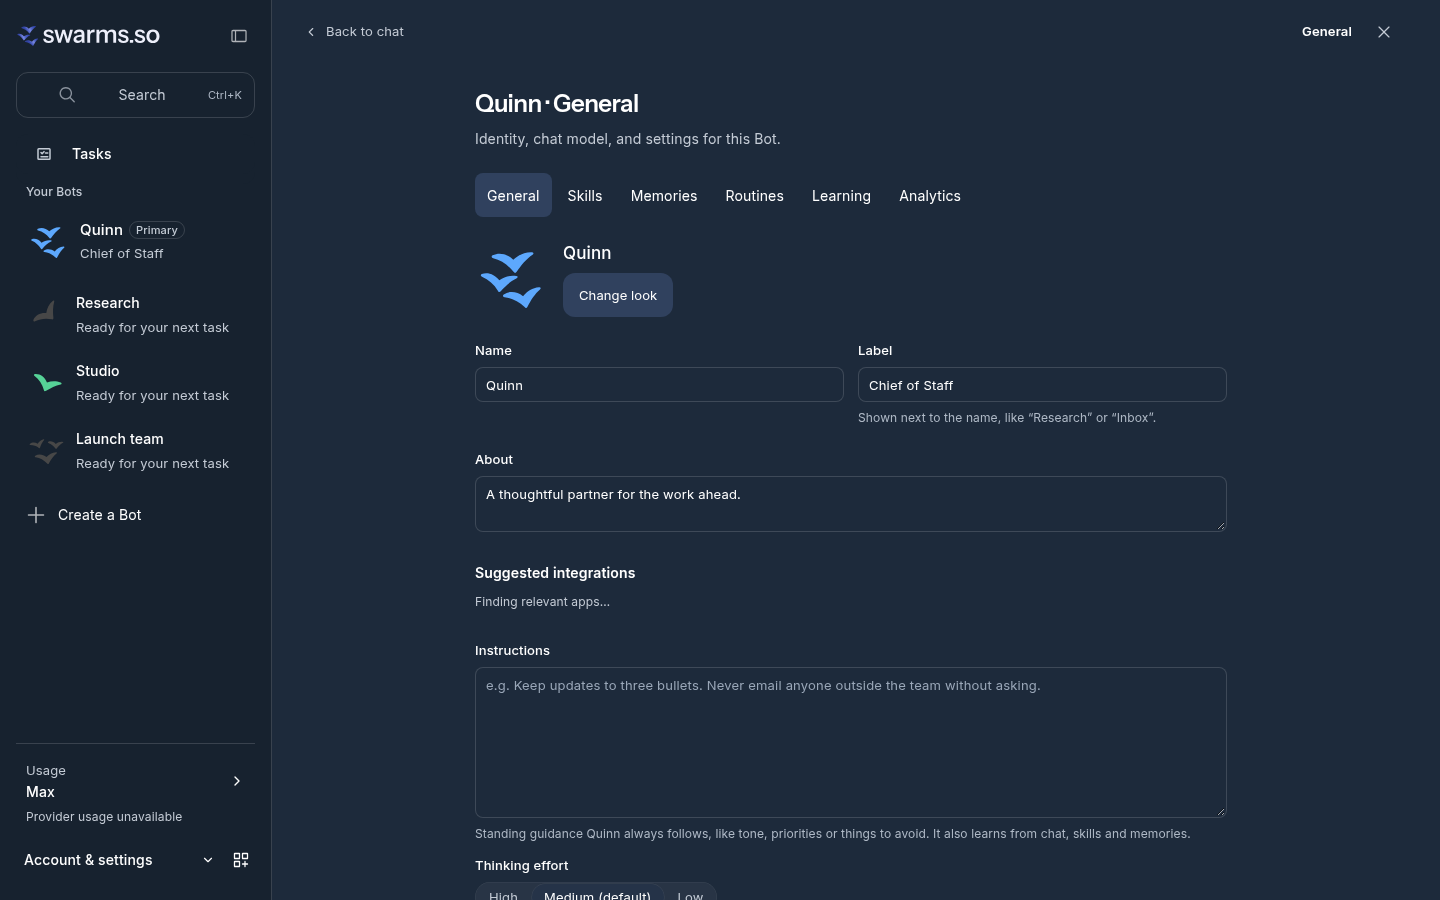 swarms.so
Search Ctrl+K
Tasks
Your Bots
Quinn Primary
Chief of Staff
Research
Ready for your next task
Studio
Ready for your next task
Launch team
Ready for your next task
Create a Bot
Usage
Max
Provider usage unavailable
Account & settings
Back to chat
General
Quinn · General
Identity, chat model, and settings for this Bot.
General Skills Memories Routines Learning Analytics
Quinn
Change look
Name
Quinn
Label
Chief of Staff
Shown next to the name, like “Research” or “Inbox”.
About
A thoughtful partner for the work ahead.
Suggested integrations
Finding relevant apps…
Instructions
e.g. Keep updates to three bullets. Never email anyone outside the team without asking.
Standing guidance Quinn always follows, like tone, priorities or things to avoid. It also learns from chat, skills and memories.
Thinking effort
High Medium (default) Low